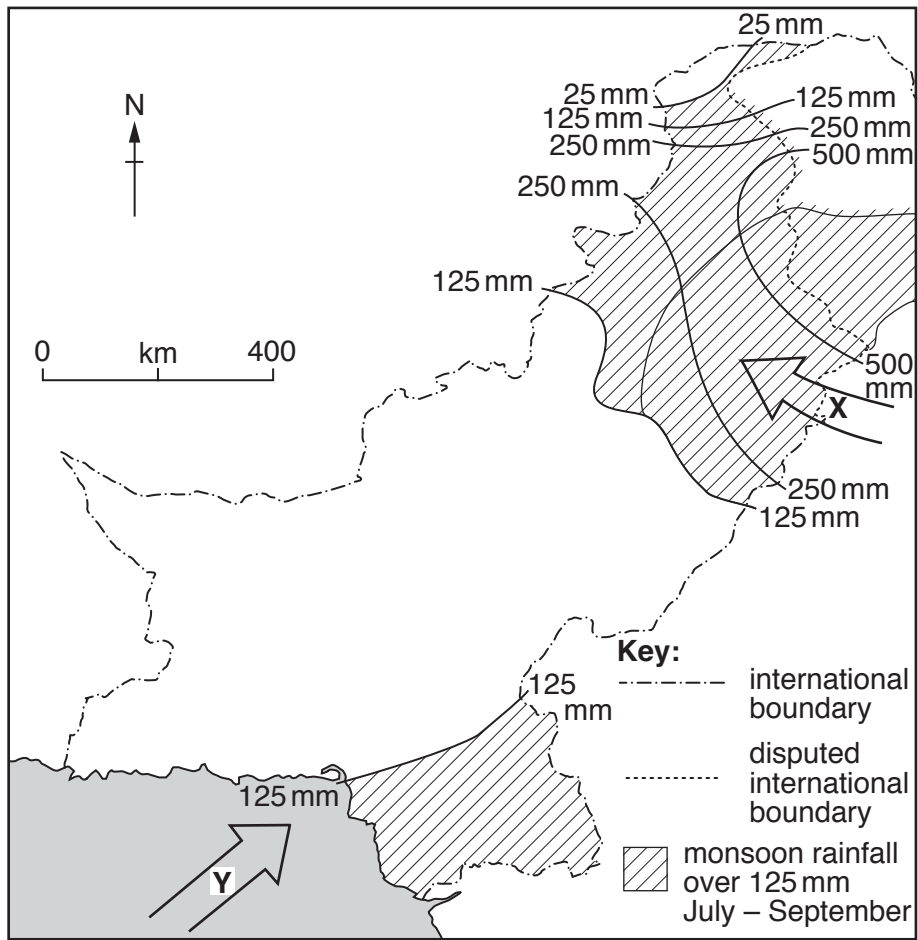 25 mm
N
25 mm
125 mm
125 mm
250 mm
250 mm
500 mm
250 mm
125 mm
0 km 400
500
mm
X
250 mm
125 mm
Key:
125
mm
international
boundary
disputed
international
boundary
125 mm
Y
monsoon rainfall
over 125 mm
July – September